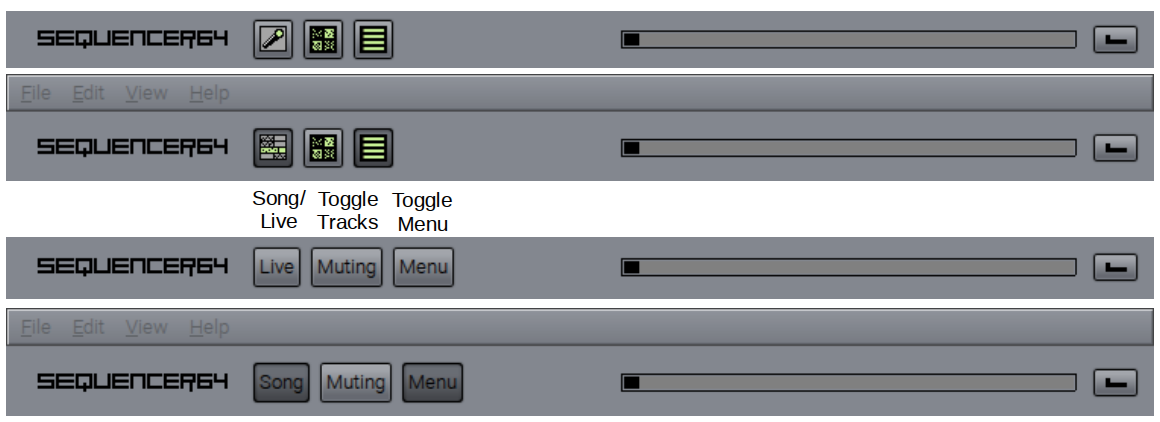 SEQUENCER64
File Edit View Help
SEQUENCER64
Song/ Toggle Toggle
Live Tracks Menu
SEQUENCER64 Live Muting Menu
File Edit View Help
SEQUENCER64 Song Muting Menu